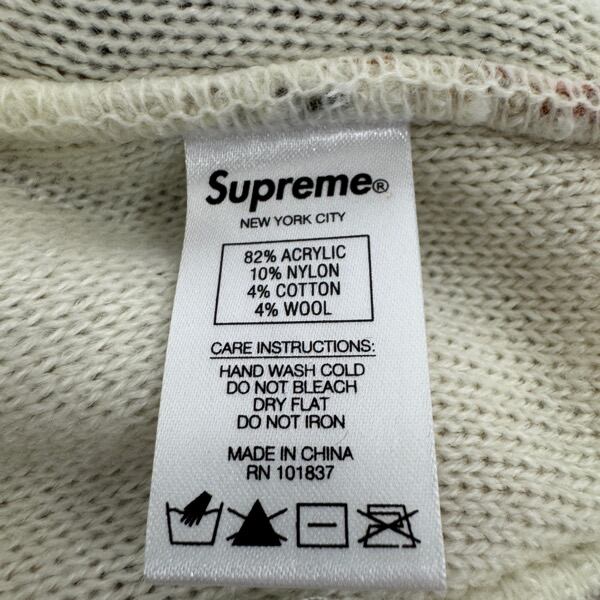 Supreme®
NEW YORK CITY
82% ACRYLIC
10% NYLON
4% COTTON
4% WOOL
CARE INSTRUCTIONS:
HAND WASH COLD
DO NOT BLEACH
DRY FLAT
DO NOT IRON
MADE IN CHINA
RN 101837